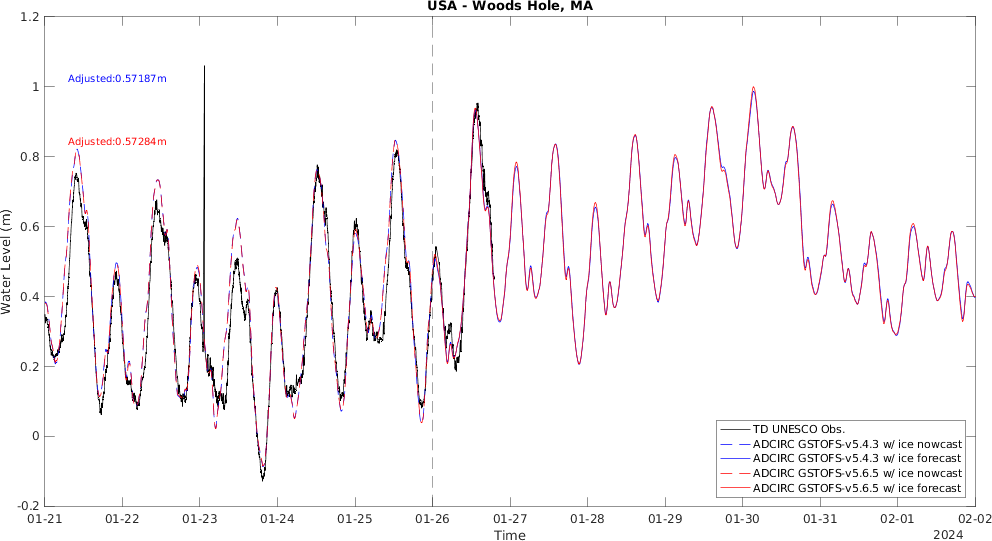 USA - Woods Hole, MA
1.2
1
0.8
0.6
0.4
0.2
0
-0.2
Water Level (m)
Adjusted:0.57187m
Adjusted:0.57284m
TD UNESCO Obs.
ADCIRC GSTOFS-v5.4.3 w/ ice nowcast
ADCIRC GSTOFS-v5.4.3 w/ ice forecast
ADCIRC GSTOFS-v5.6.5 w/ ice nowcast
ADCIRC GSTOFS-v5.6.5 w/ ice forecast
01-21 01-22 01-23 01-24 01-25 01-26 01-27 01-28 01-29 01-30 01-31 02-01 02-02
Time
2024